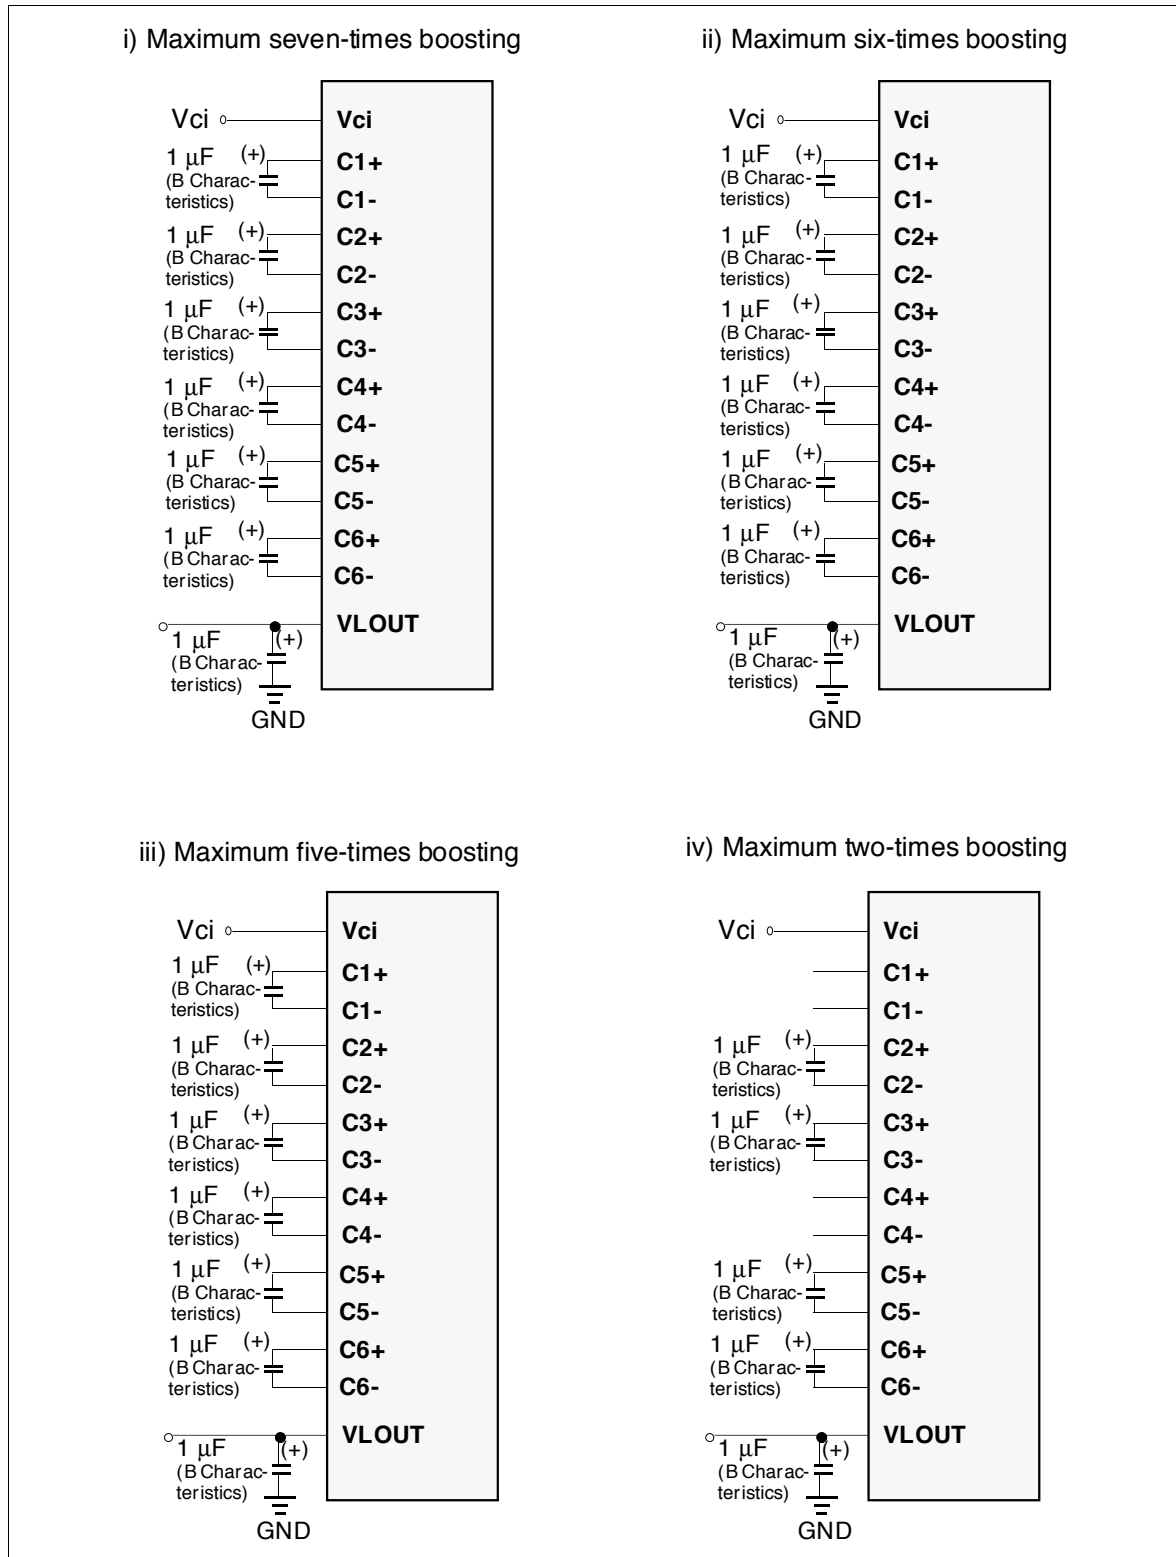 i) Maximum seven-times boosting
Vci
Vci
1 μF (+)
(B Charac-
teristics)
C1+
C1-
1 μF (+)
(B Charac-
teristics)
C2+
C2-
1 μF (+)
(B Charac-
teristics)
C3+
C3-
1 μF (+)
(B Charac-
teristics)
C4+
C4-
1 μF (+)
(B Charac-
teristics)
C5+
C5-
1 μF (+)
(B Charac-
teristics)
C6+
C6-
VLOUT
1 μF (+)
(B Charac-
teristics)
GND
ii) Maximum six-times boosting
Vci
Vci
1 μF (+)
(B Charac-
teristics)
C1+
C1-
1 μF (+)
(B Charac-
teristics)
C2+
C2-
1 μF (+)
(B Charac-
teristics)
C3+
C3-
1 μF (+)
(B Charac-
teristics)
C4+
C4-
1 μF (+)
(B Charac-
teristics)
C5+
C5-
1 μF (+)
(B Charac-
teristics)
C6+
C6-
VLOUT
1 μF (+)
(B Charac-
teristics)
GND
iii) Maximum five-times boosting
Vci
Vci
1 μF (+)
(B Charac-
teristics)
C1+
C1-
1 μF (+)
(B Charac-
teristics)
C2+
C2-
1 μF (+)
(B Charac-
teristics)
C3+
C3-
1 μF (+)
(B Charac-
teristics)
C4+
C4-
1 μF (+)
(B Charac-
teristics)
C5+
C5-
1 μF (+)
(B Charac-
teristics)
C6+
C6-
VLOUT
1 μF (+)
(B Charac-
teristics)
GND
iv) Maximum two-times boosting
Vci
Vci
C1+
C1-
1 μF (+)
(B Charac-
teristics)
C2+
C2-
1 μF (+)
(B Charac-
teristics)
C3+
C3-
C4+
C4-
1 μF (+)
(B Charac-
teristics)
C5+
C5-
1 μF (+)
(B Charac-
teristics)
C6+
C6-
VLOUT
1 μF (+)
(B Charac-
teristics)
GND